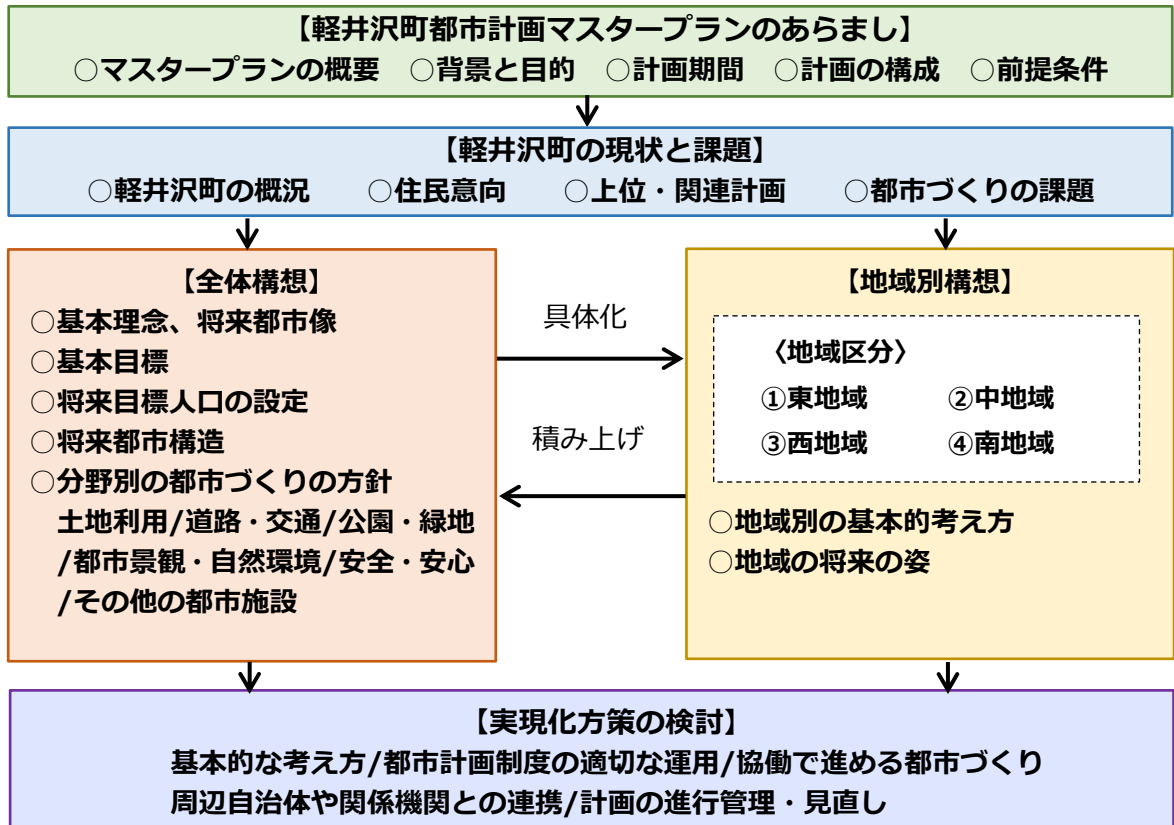 【軽井沢町都市計画マスタープランのあらまし】
○マスタープランの概要　○背景と目的　○計画期間　○計画の構成　○前提条件
【軽井沢町の現状と課題】
○軽井沢町の概況　○住民意向　○上位・関連計画　○都市づくりの課題
【全体構想】
○基本理念、将来都市像
○基本目標
○将来目標人口の設定
○将来都市構造
○分野別の都市づくりの方針
土地利用/道路・交通/公園・緑地
/都市景観・自然環境/安全・安心
/その他の都市施設
具体化
積み上げ
【地域別構想】
〈地域区分〉
①東地域　②中地域
③西地域　④南地域
○地域別の基本的考え方
○地域の将来の姿
【実現化方策の検討】
基本的な考え方/都市計画制度の適切な運用/協働で進める都市づくり
周辺自治体や関係機関との連携/計画の進行管理・見直し